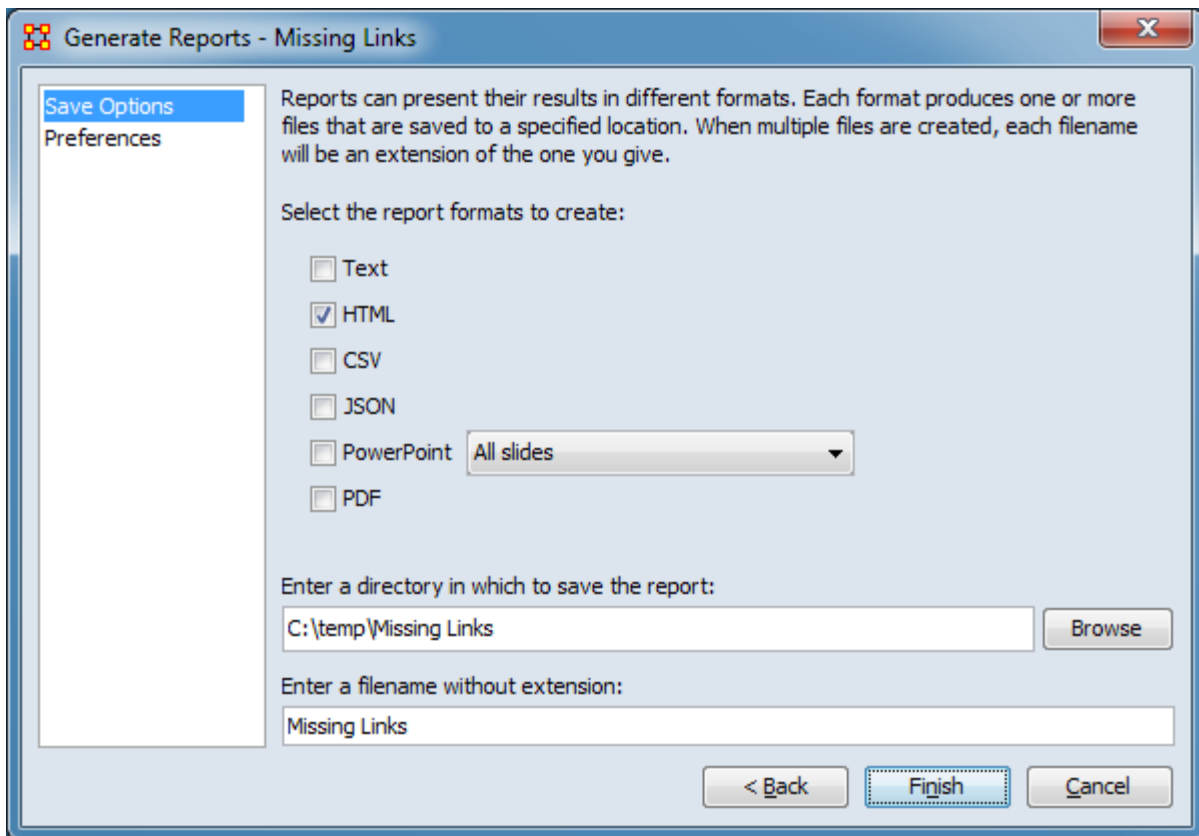 Generate Reports - Missing Links
Save Options
Preferences
Reports can present their results in different formats. Each format produces one or more
files that are saved to a specified location. When multiple files are created, each filename
will be an extension of the one you give.
Select the report formats to create:
Text
HTML
CSV
JSON
PowerPoint All slides
PDF
Enter a directory in which to save the report:
C:\temp\Missing Links Browse
Enter a filename without extension:
Missing Links
< Back Finish Cancel